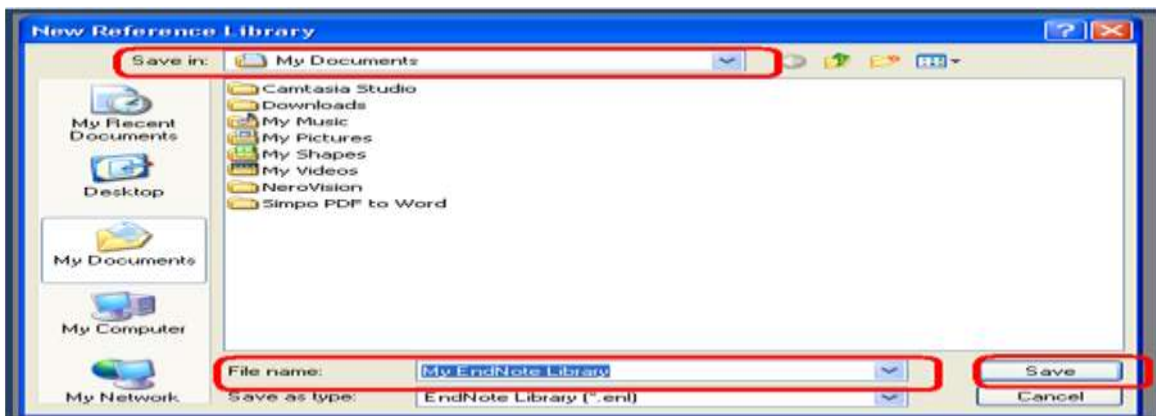 New Reference Library
Save in: My Documents
My Recent Documents
Desktop
My Documents
My Computer
My Network
Camtasia Studio
Downloads
My Music
My Pictures
My Shapes
My Videos
NeroVision
Simpo PDF to Word
File name: My EndNote Library
Save
Save as type: EndNote Library (*.enl)
Cancel